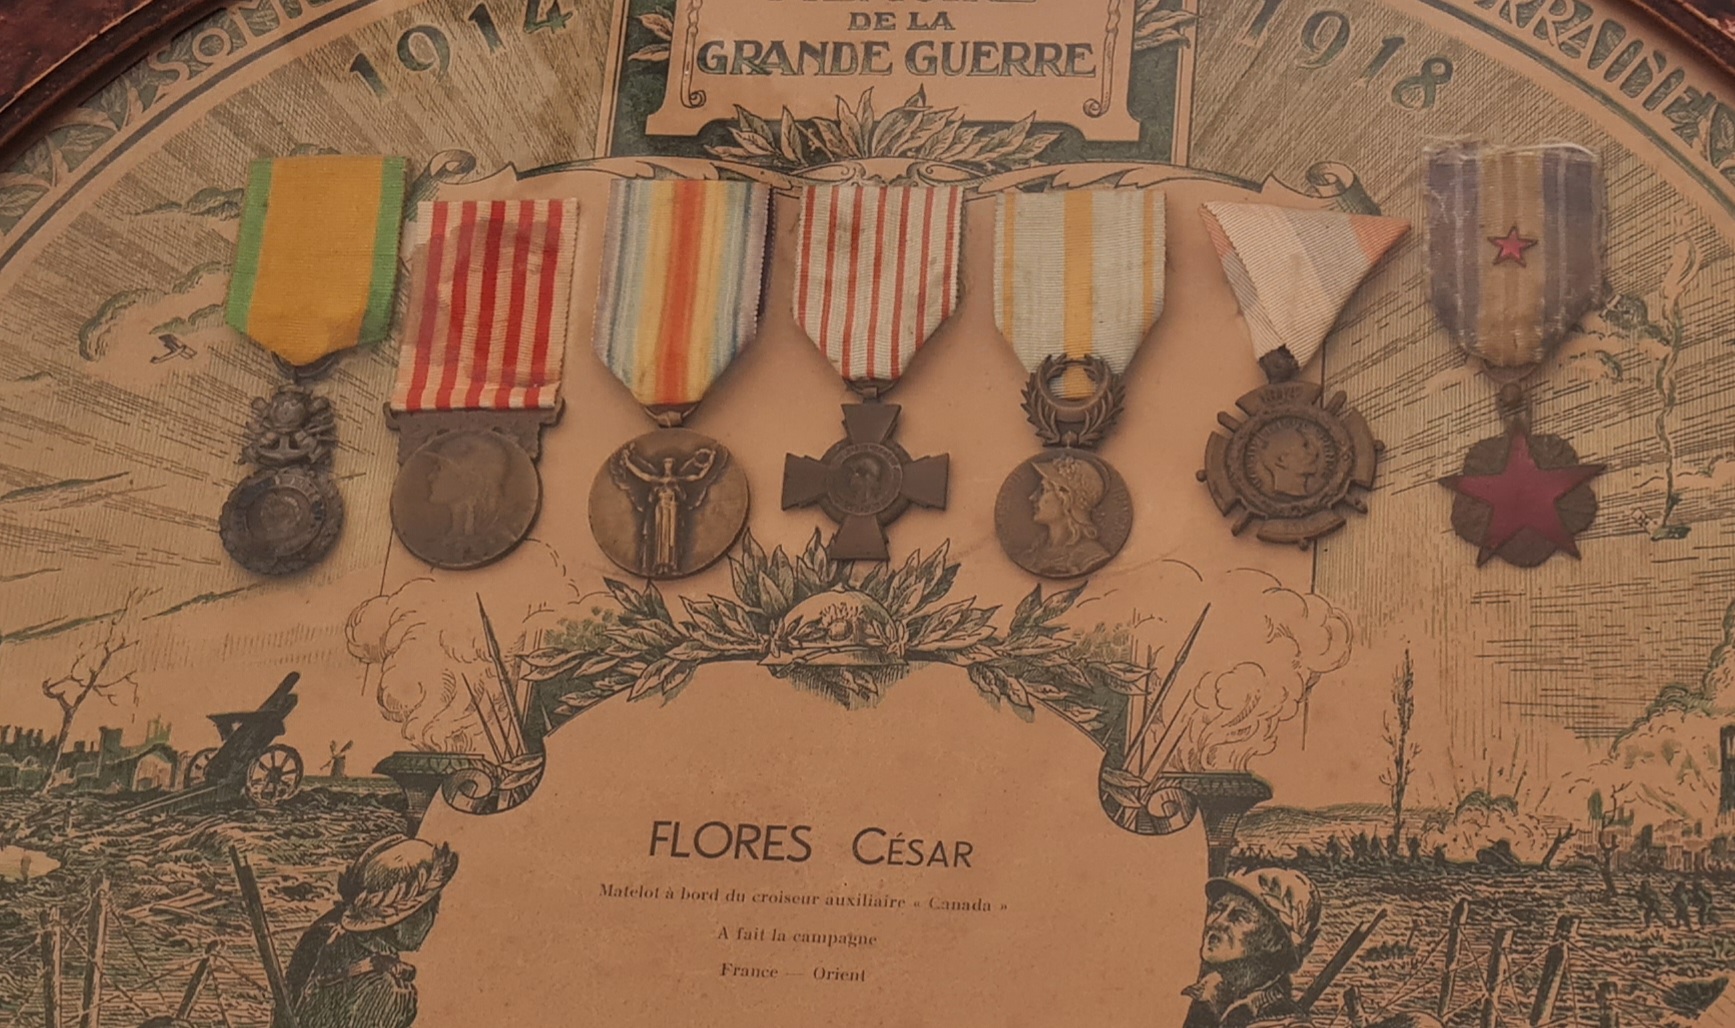 1914
DE LA
GRANDE GUERRE
1918
FLORES CÉSAR
Matelot à bord du croiseur auxiliaire « Canada »
A fait la campagne
France — Orient